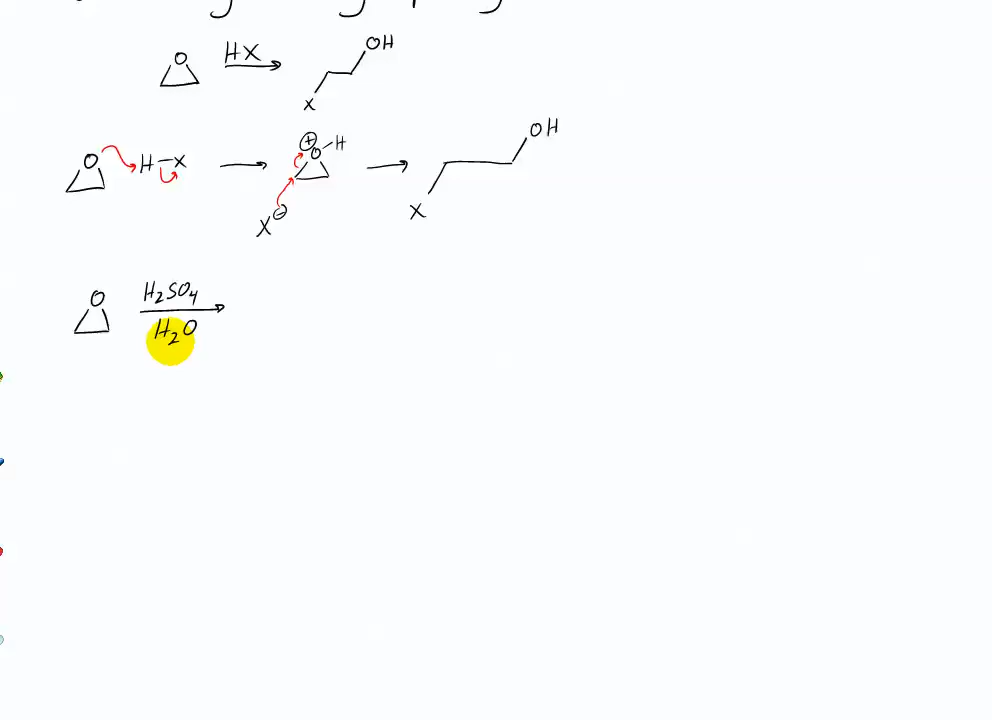 O HX OH
X
O H-X ⊕ O-H OH
X⊖ X
O H₂SO₄
H₂O